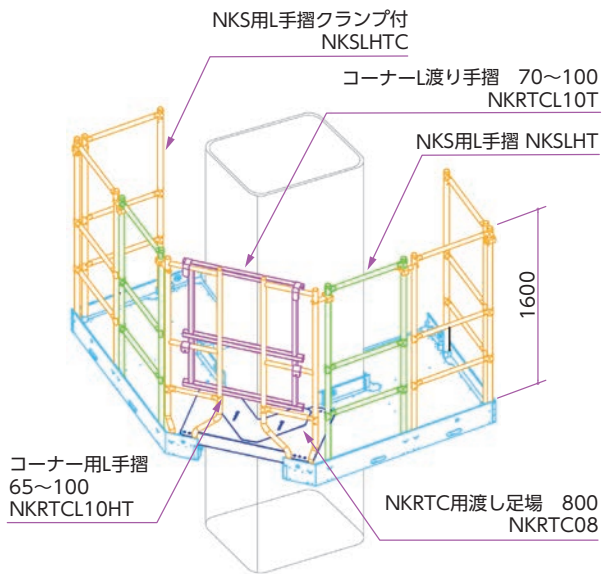 NKS用L手摺クランプ付
NKSLHTC
コーナーL渡り手摺　70〜100
NKRTCL10T
NKS用L手摺 NKSLHT
1600
コーナー用L手摺
65〜100
NKRTCL10HT
NKRTC用渡し足場　800
NKRTC08